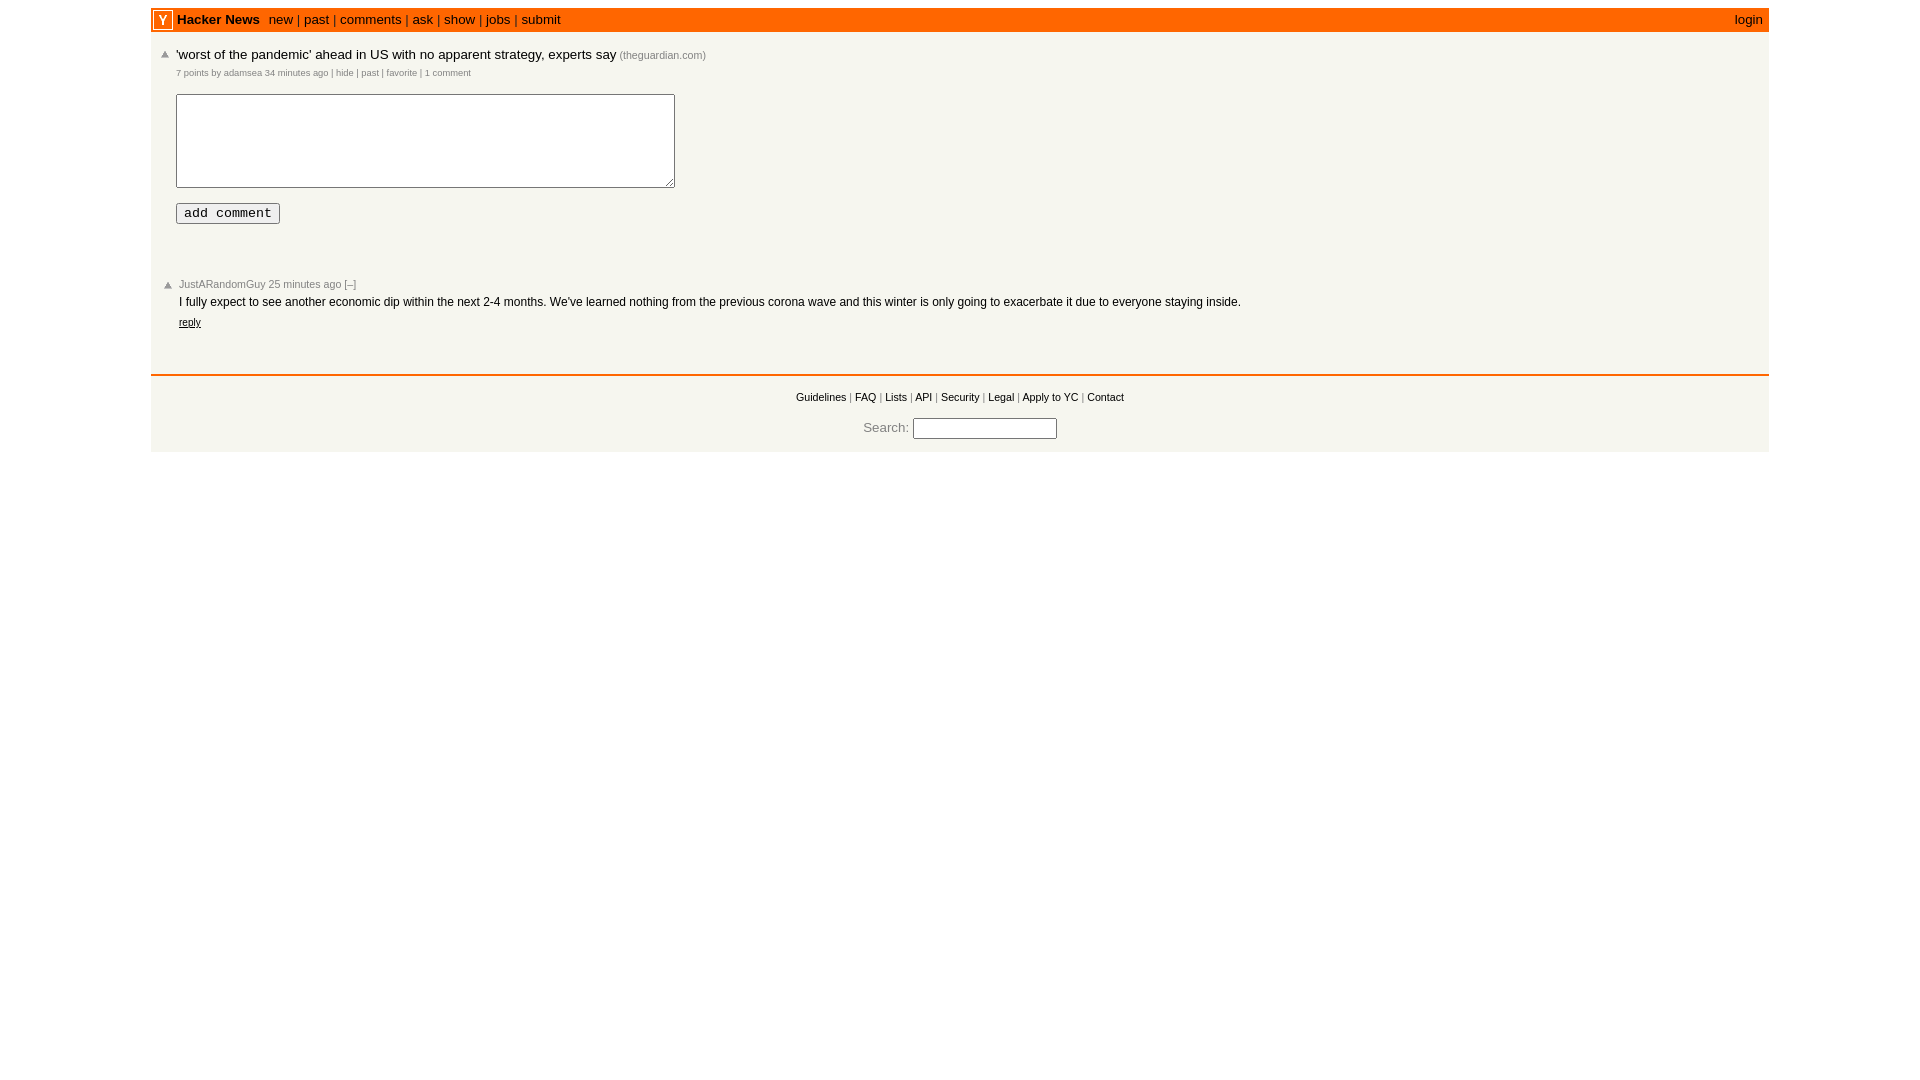 Y Hacker News new | past | comments | ask | show | jobs | submit login
'worst of the pandemic' ahead in US with no apparent strategy, experts say (theguardian.com)
7 points by adamsea 34 minutes ago | hide | past | favorite | 1 comment
add comment
JustARandomGuy 25 minutes ago [–]
I fully expect to see another economic dip within the next 2-4 months. We've learned nothing from the previous corona wave and this winter is only going to exacerbate it due to everyone staying inside.
reply
Guidelines | FAQ | Lists | API | Security | Legal | Apply to YC | Contact
Search: